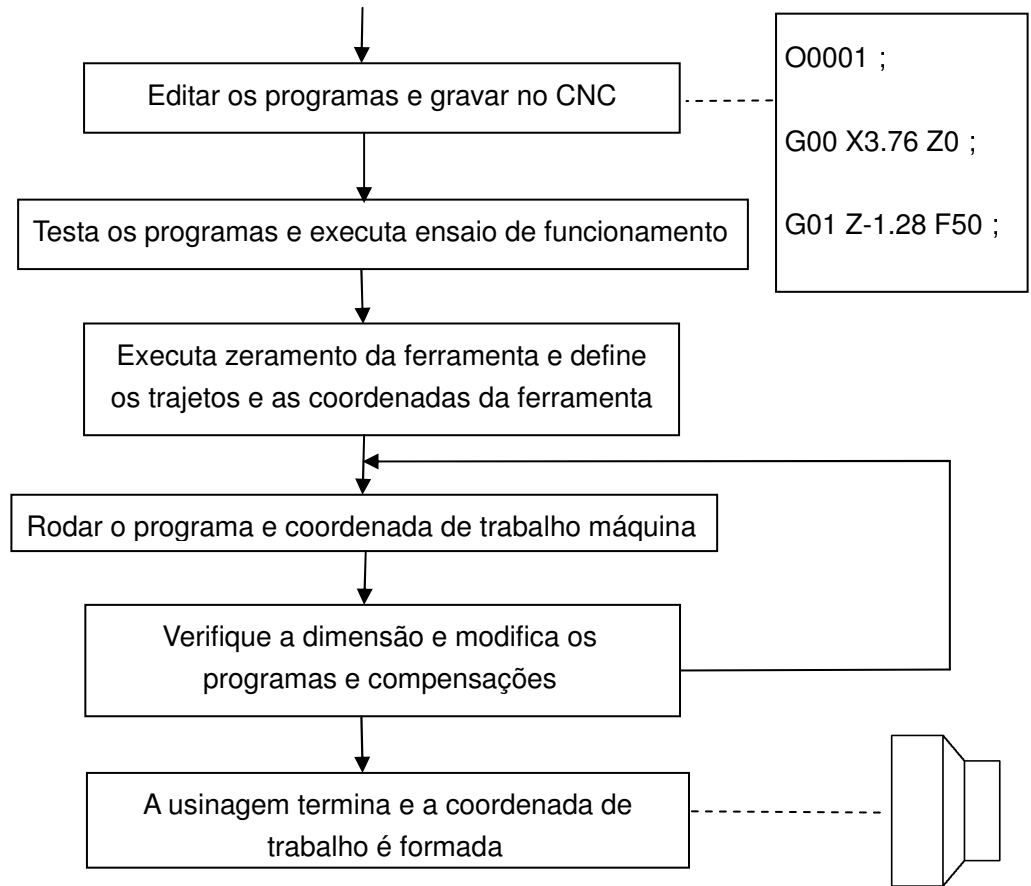 Editar os programas e gravar no CNC
O0001 ;
G00 X3.76 Z0 ;
G01 Z-1.28 F50 ;
Testa os programas e executa ensaio de funcionamento
Executa zeramento da ferramenta e define
os trajetos e as coordenadas da ferramenta
Rodar o programa e coordenada de trabalho máquina
Verifique a dimensão e modifica os
programas e compensações
A usinagem termina e a coordenada de
trabalho é formada